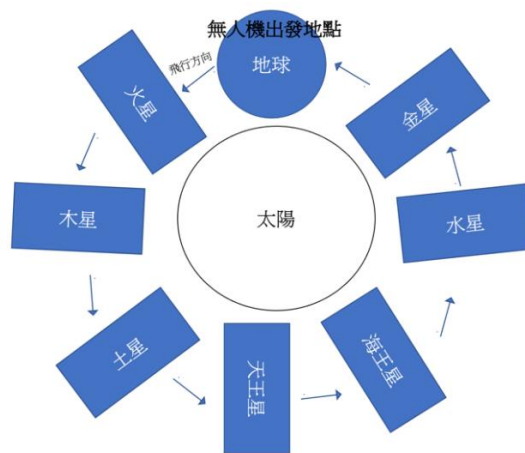 無人機出發地點
地球
飛行方向
火星
木星
土星
天王星
海王星
水星
金星
太陽